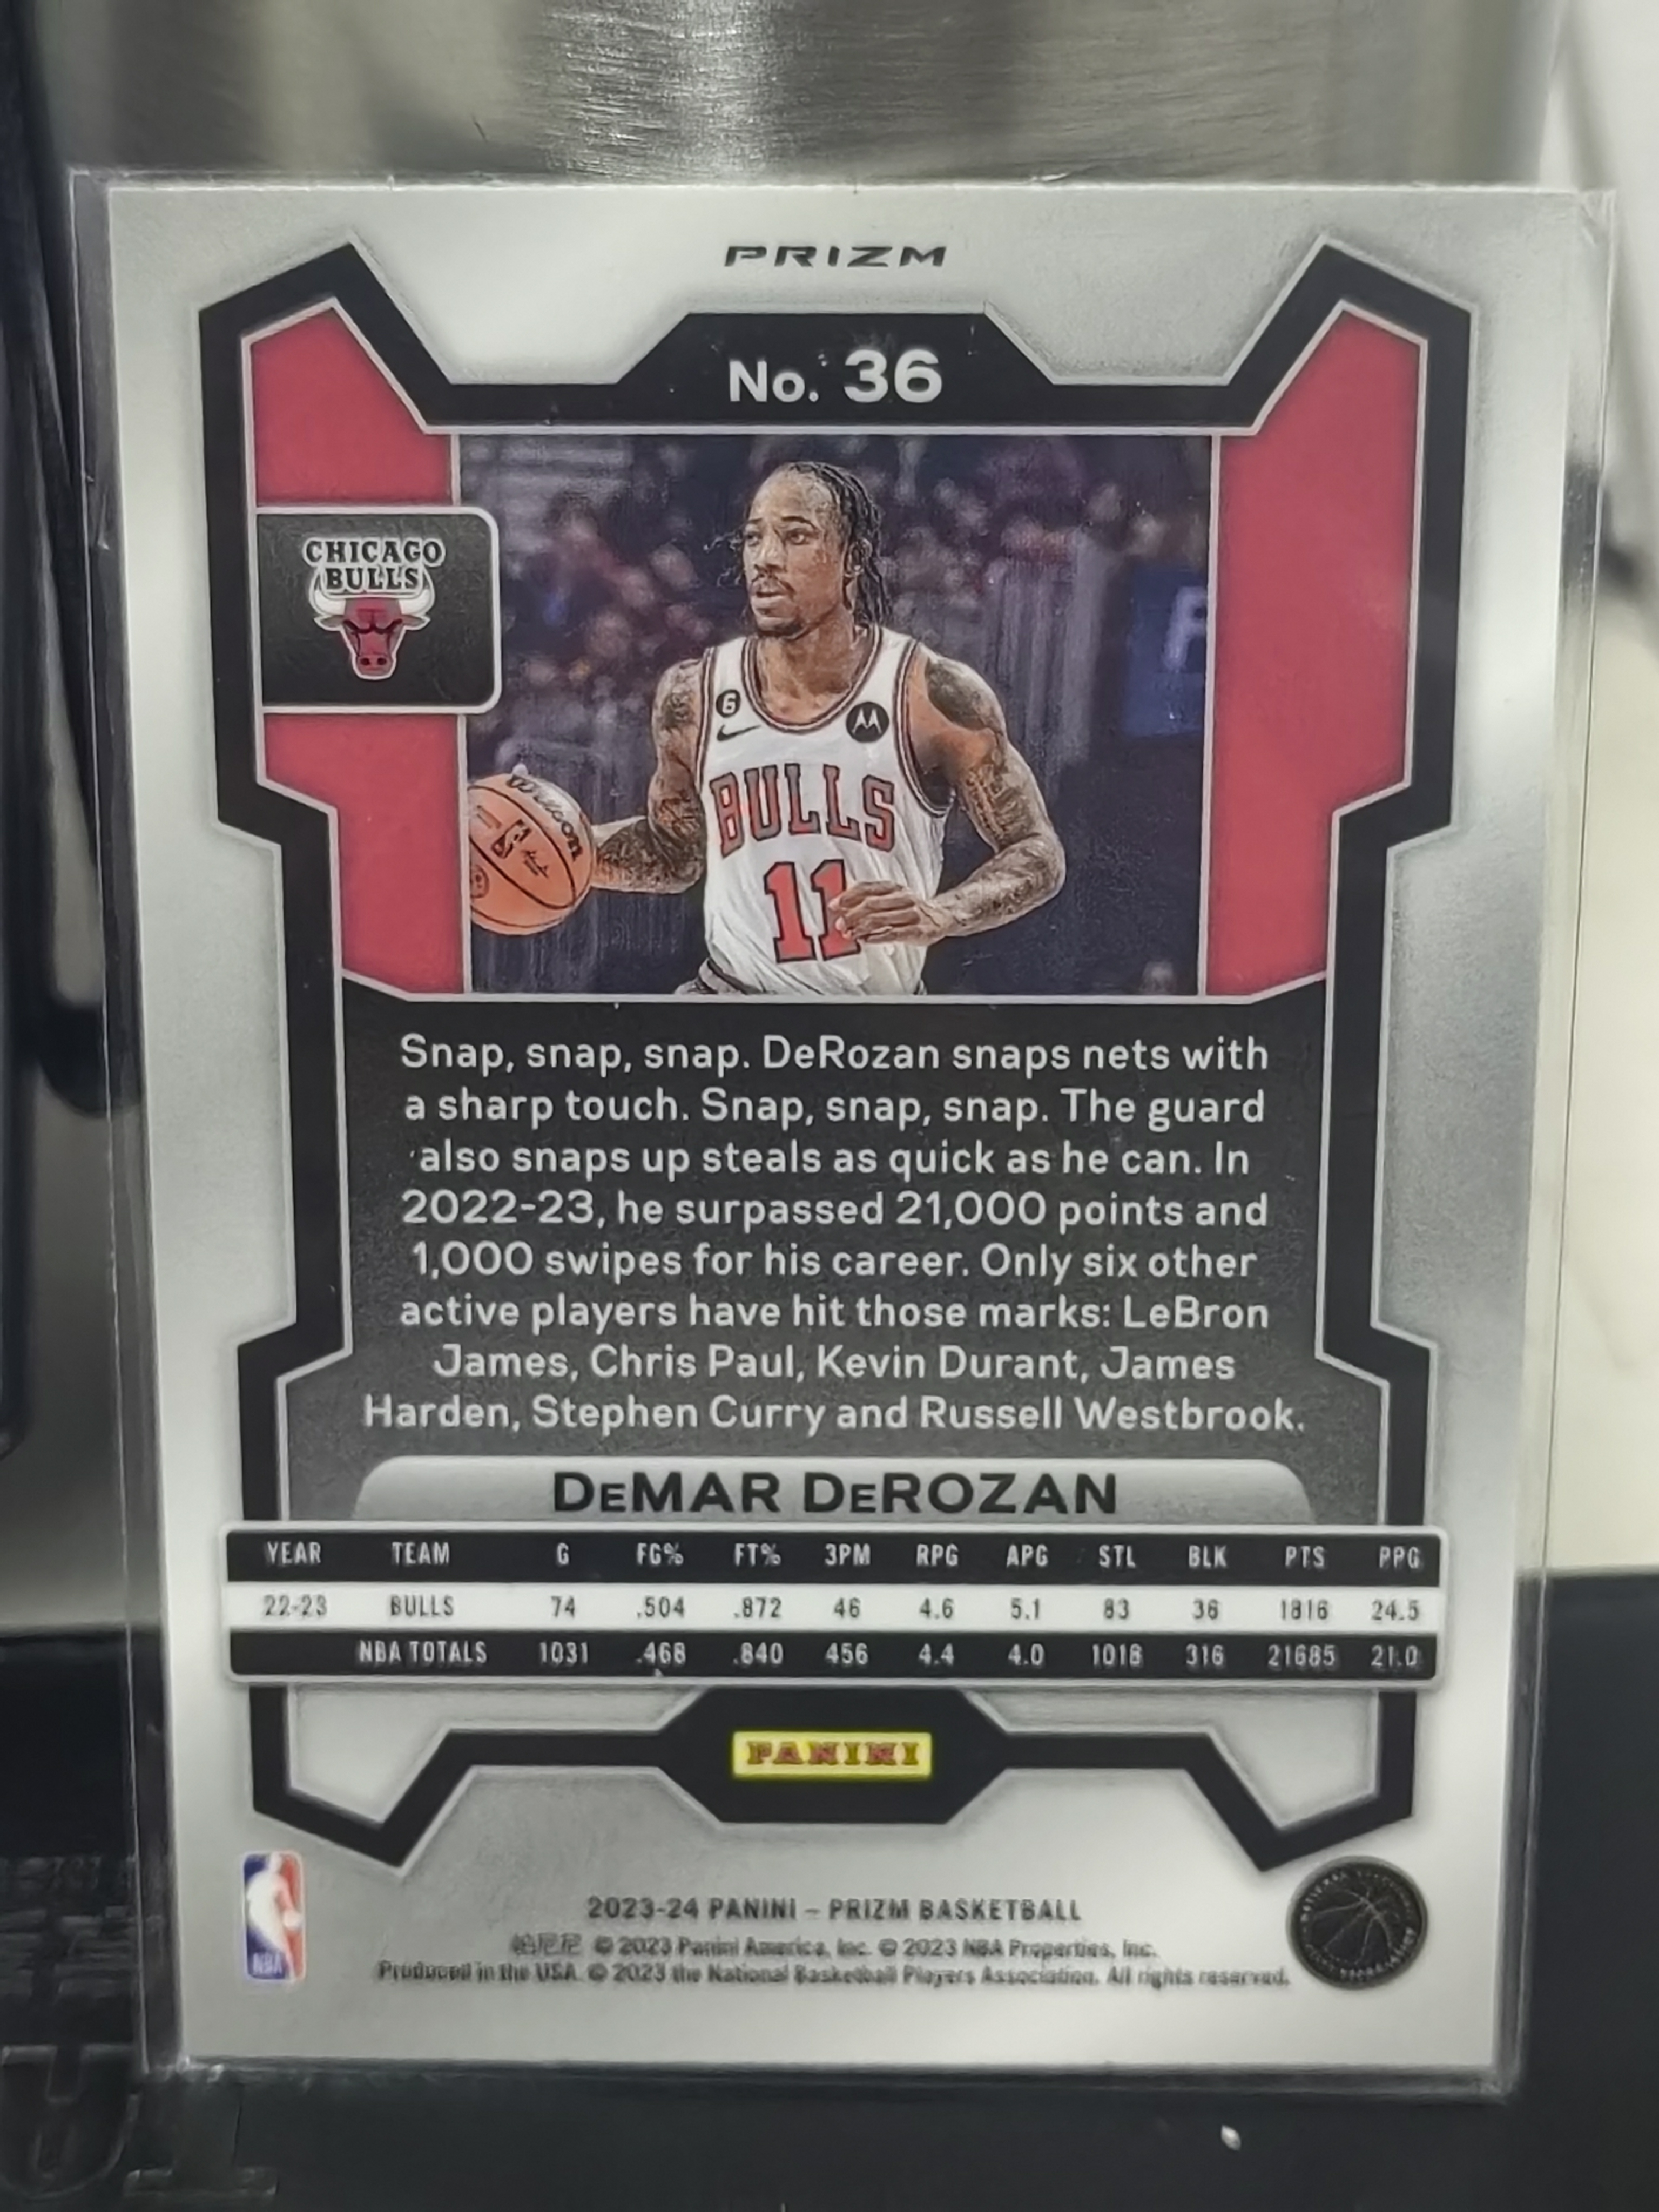 PRIZM
No. 36
CHICAGO
BULLS
6
Wilson
BULLS
11
Snap, snap, snap. DeRozan snaps nets with
a sharp touch. Snap, snap, snap. The guard
also snaps up steals as quick as he can. In
2022-23, he surpassed 21,000 points and
1,000 swipes for his career. Only six other
active players have hit those marks: LeBron
James, Chris Paul, Kevin Durant, James
Harden, Stephen Curry and Russell Westbrook.
DEMAR DEROZAN
YEAR TEAM G FG% FT% 3PM RPG APG STL BLK PTS PPG
22-23 BULLS 74 .504 .872 46 4.6 5.1 83 36 1816 24.5
NBA TOTALS 1031 .468 .840 456 4.4 4.0 1018 316 21685 21.0
PANINI
NBA
2023-24 PANINI – PRIZM BASKETBALL
© 2023 Panini America, Inc. © 2023 NBA Properties, Inc.
Produced in the USA. © 2023 the National Basketball Players Association. All rights reserved.